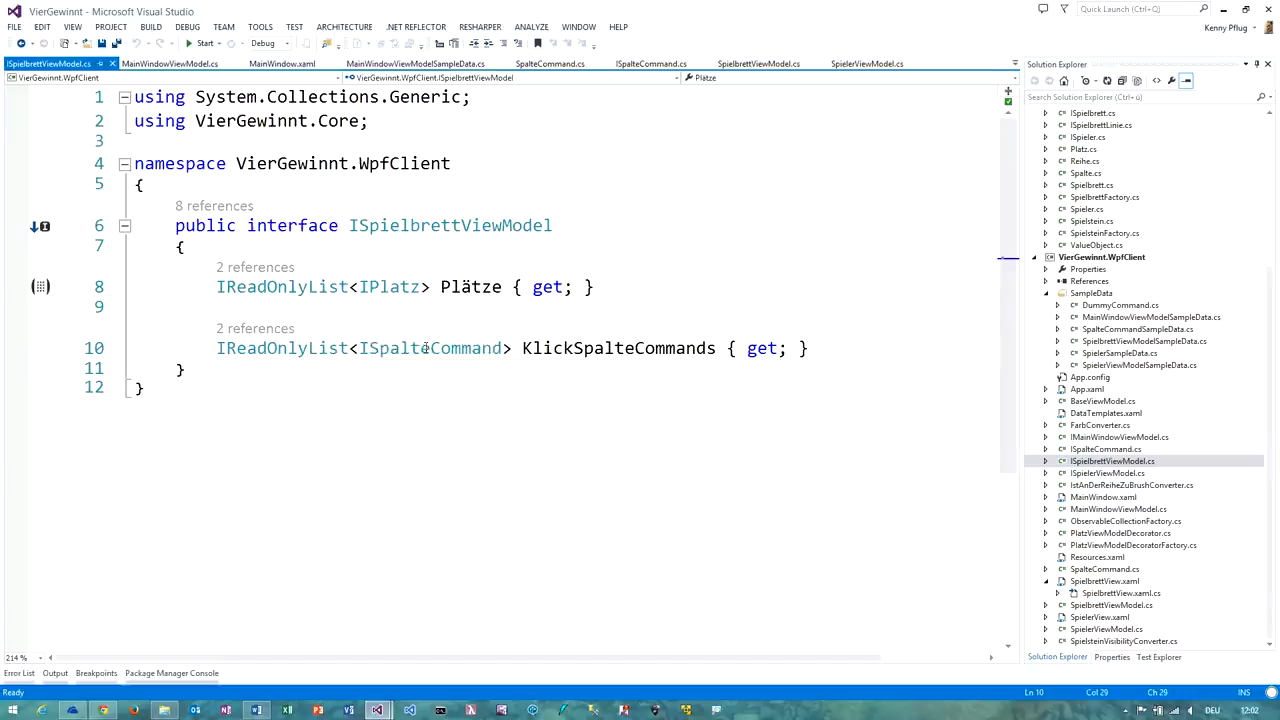 VierGewinnt - Microsoft Visual Studio
Quick Launch (Ctrl+Ü)
FILE EDIT VIEW PROJECT BUILD DEBUG TEAM TOOLS TEST ARCHITECTURE .NET REFLECTOR RESHARPER ANALYZE WINDOW HELP
Kenny Pflug
Start Debug
ISpielbrettViewModel.cs MainWindowViewModel.cs MainWindow.xaml MainWindowViewModelSampleData.cs SpalteCommand.cs ISpalteCommand.cs SpielbrettViewModel.cs SpielerViewModel.cs
VierGewinnt.WpfClient VierGewinnt.WpfClient.ISpielbrettViewModel Plätze
1 using System.Collections.Generic;
2 using VierGewinnt.Core;
3
4 namespace VierGewinnt.WpfClient
5 {
8 references
6 public interface ISpielbrettViewModel
7 {
2 references
8 IReadOnlyList<IPlatz> Plätze { get; }
9
2 references
10 IReadOnlyList<ISpalteCommand> KlickSpalteCommands { get; }
11 }
12 }
214 %
Solution Explorer
Search Solution Explorer (Ctrl+ü)
ISpielbrett.cs
ISpielbrettLinie.cs
ISpieler.cs
Platz.cs
Reihe.cs
Spalte.cs
Spielbrett.cs
SpielbrettFactory.cs
Spieler.cs
Spielstein.cs
SpielsteinFactory.cs
ValueObject.cs
VierGewinnt.WpfClient
Properties
References
SampleData
DummyCommand.cs
MainWindowViewModelSampleData.cs
SpalteCommandSampleData.cs
SpielbrettViewModelSampleData.cs
SpielerSampleData.cs
SpielerViewModelSampleData.cs
App.config
App.xaml
BaseViewModel.cs
DataTemplates.xaml
FarbConverter.cs
IMainWindowViewModel.cs
ISpalteCommand.cs
ISpielbrettViewModel.cs
ISpielerViewModel.cs
IstAnDerReiheZuBrushConverter.cs
MainWindow.xaml
MainWindowViewModel.cs
ObservableCollectionFactory.cs
PlatzViewModelDecorator.cs
PlatzViewModelDecoratorFactory.cs
Resources.xaml
SpalteCommand.cs
SpielbrettView.xaml
SpielbrettView.xaml.cs
SpielbrettViewModel.cs
SpielerView.xaml
SpielerViewModel.cs
SpielsteinVisibilityConverter.cs
Solution Explorer Properties Test Explorer
Error List Output Breakpoints Package Manager Console
Ready Ln 10 Col 29 Ch 29 INS
DEU 12:02